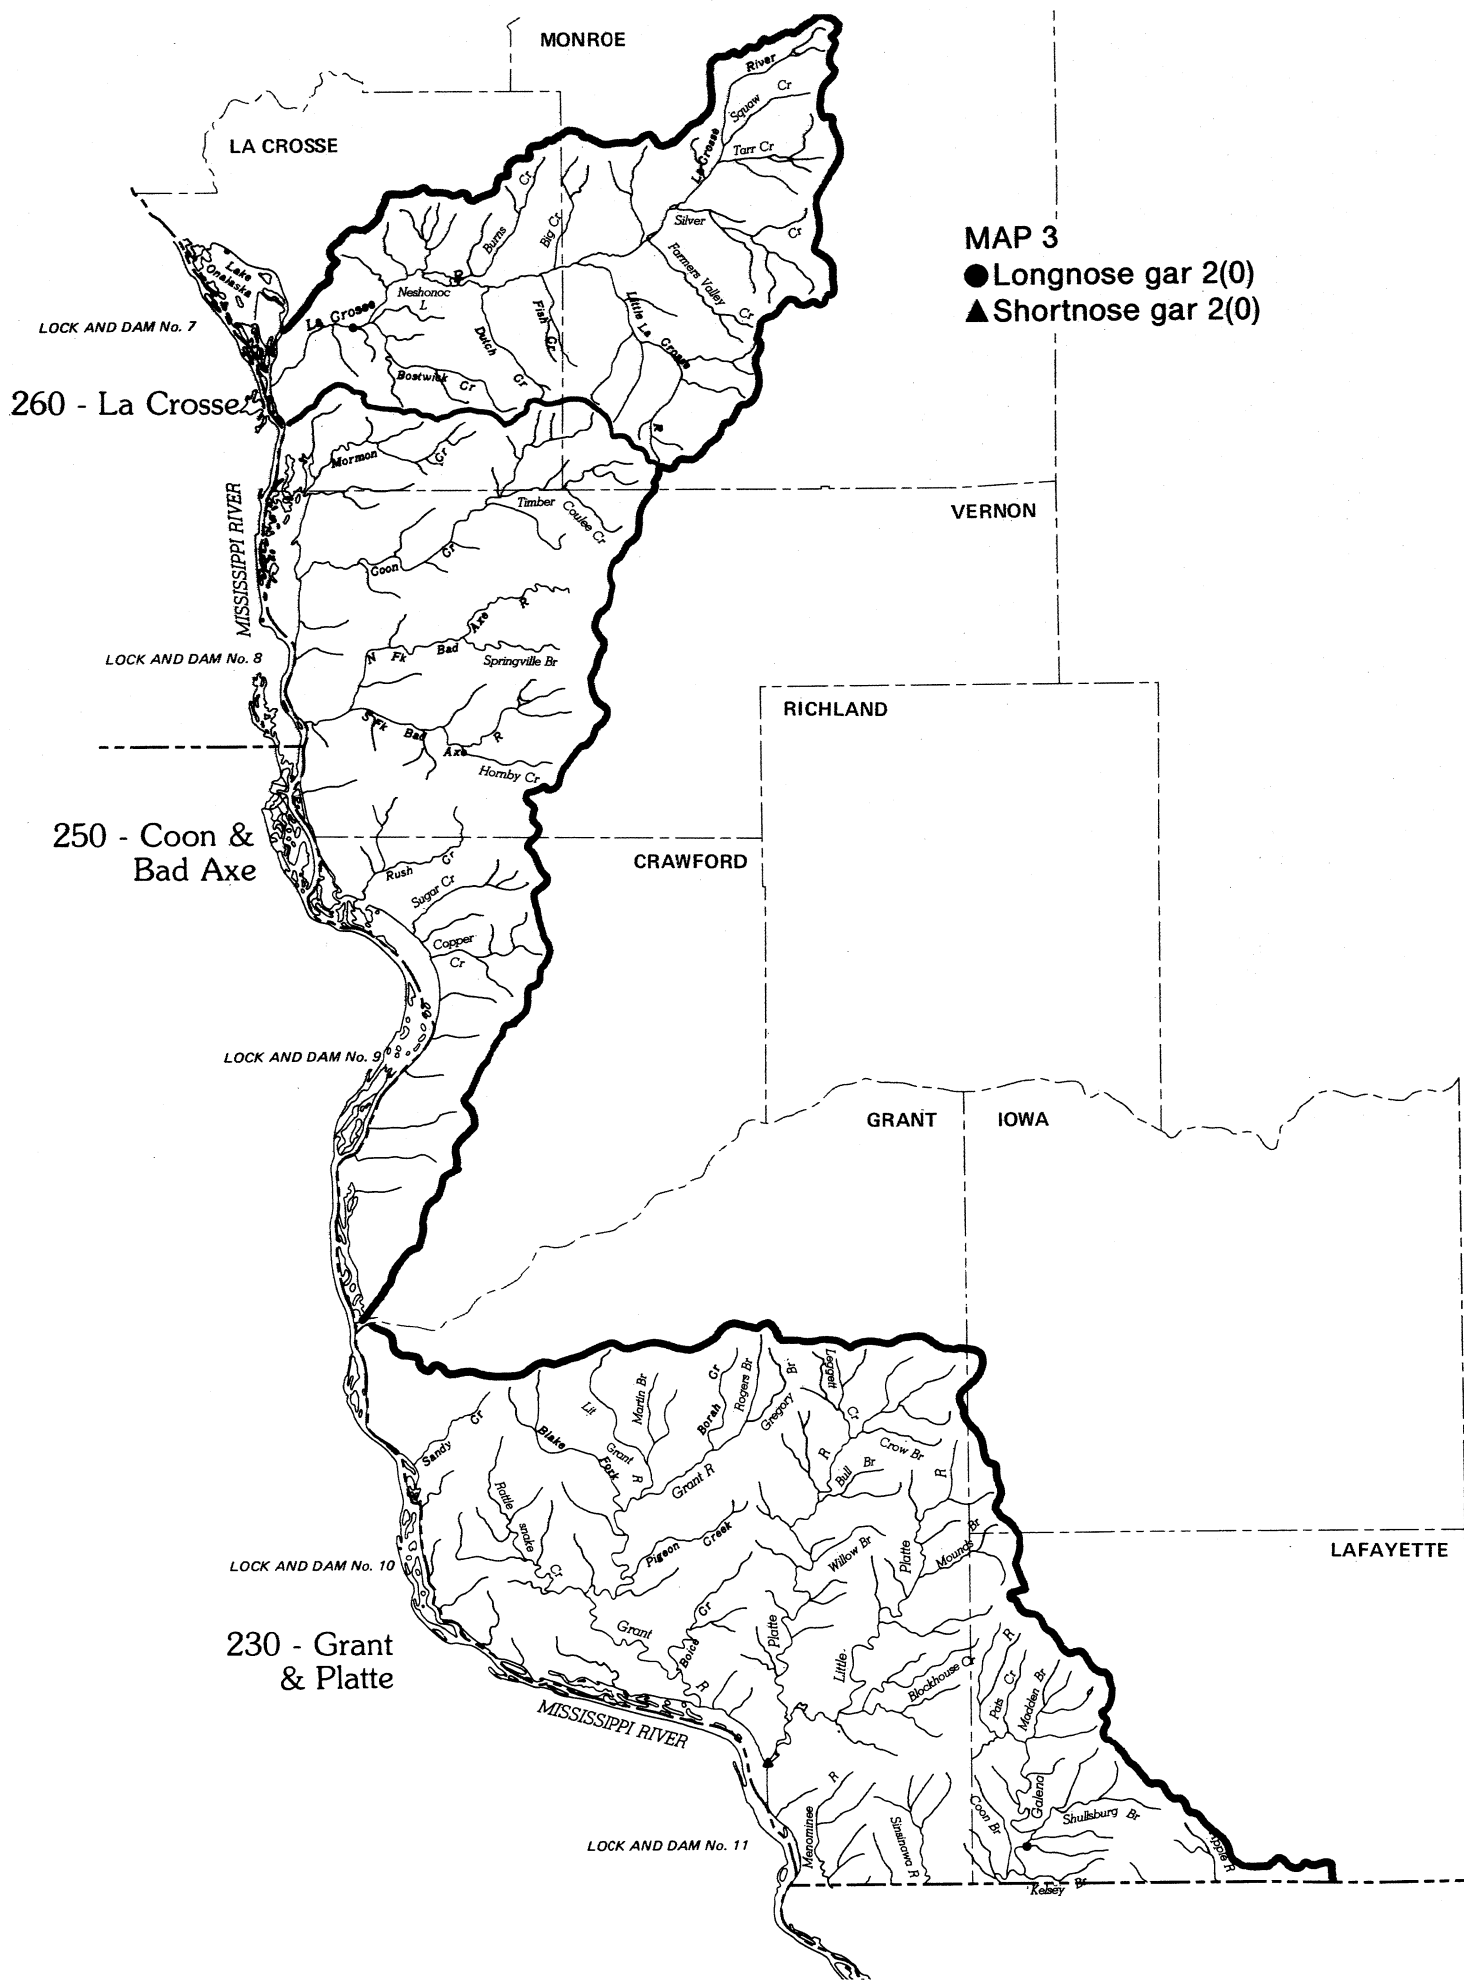 MONROE
LA CROSSE
River
Squaw Cr
La Crosse
Tarr Cr
Silver Cr
Burns Cr
Big Cr
Farmers Valley Cr
MAP 3
●Longnose gar 2(0)
▲Shortnose gar 2(0)
Lake
Onalaska
Neshonoc
L
La Crosse R
Fish Cr
Dutch Cr
Little La Crosse R
Bostwick Cr
LOCK AND DAM No. 7
260 - La Crosse
Mormon Cr
Timber Coulee Cr
VERNON
MISSISSIPPI RIVER
Coon Cr
N Fk Bad Axe R
Springville Br
LOCK AND DAM No. 8
S Fk Bad Axe R
Hornby Cr
RICHLAND
250 - Coon &
Bad Axe
CRAWFORD
Rush Cr
Sugar Cr
Copper
Cr
LOCK AND DAM No. 9
GRANT
IOWA
Sandy Cr
Blake Fork
Lit Grant R
Martin Br
Borah Cr
Rogers Br
Gregory Br
Leggett Cr
Crow Br
Bull Br
R
R
Grant R
Rattle snake Cr
Pigeon Creek
Willow Br
Platte
Mounds Br
LAFAYETTE
LOCK AND DAM No. 10
230 - Grant
& Platte
Grant R
Boice Cr
Platte
Little
Blockhouse Cr
Pats Cr
Madden Br
R
MISSISSIPPI RIVER
Galena
Coon Br
Shullsburg Br
Menominee R
Sinsinawa R
Apple R
Kelsey Br
LOCK AND DAM No. 11